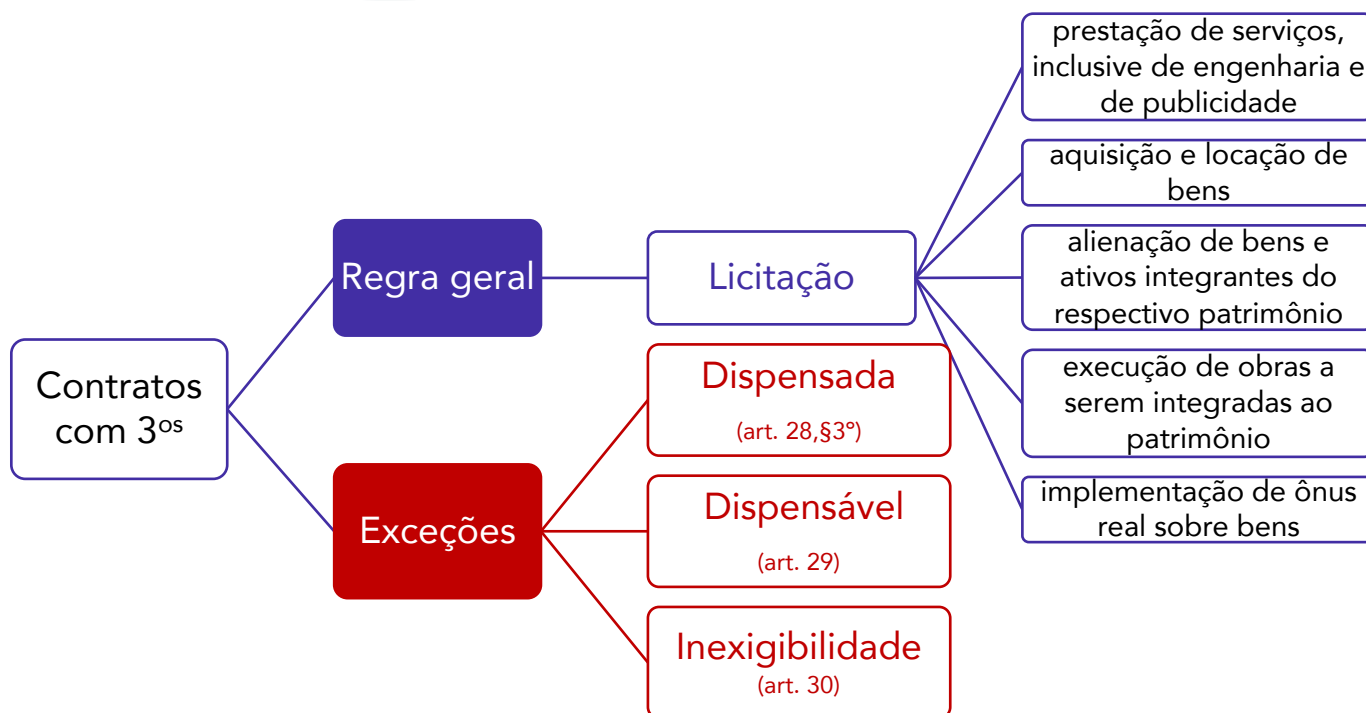 Contratos
com 3ºs
Regra geral
Licitação
prestação de serviços,
inclusive de engenharia e
de publicidade
aquisição e locação de
bens
alienação de bens e
ativos integrantes do
respectivo patrimônio
execução de obras a
serem integradas ao
patrimônio
implementação de ônus
real sobre bens
Exceções
Dispensada
(art. 28,§3º)
Dispensável
(art. 29)
Inexigibilidade
(art. 30)